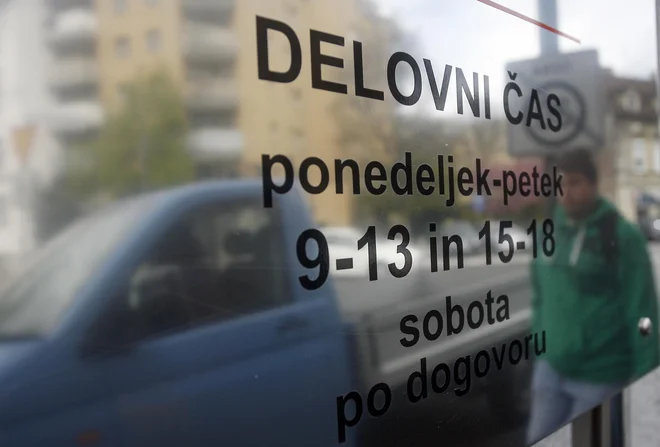 DELOVNI ČAS
ponedeljek-petek
9-13 in 15-18
sobota
po dogovoru